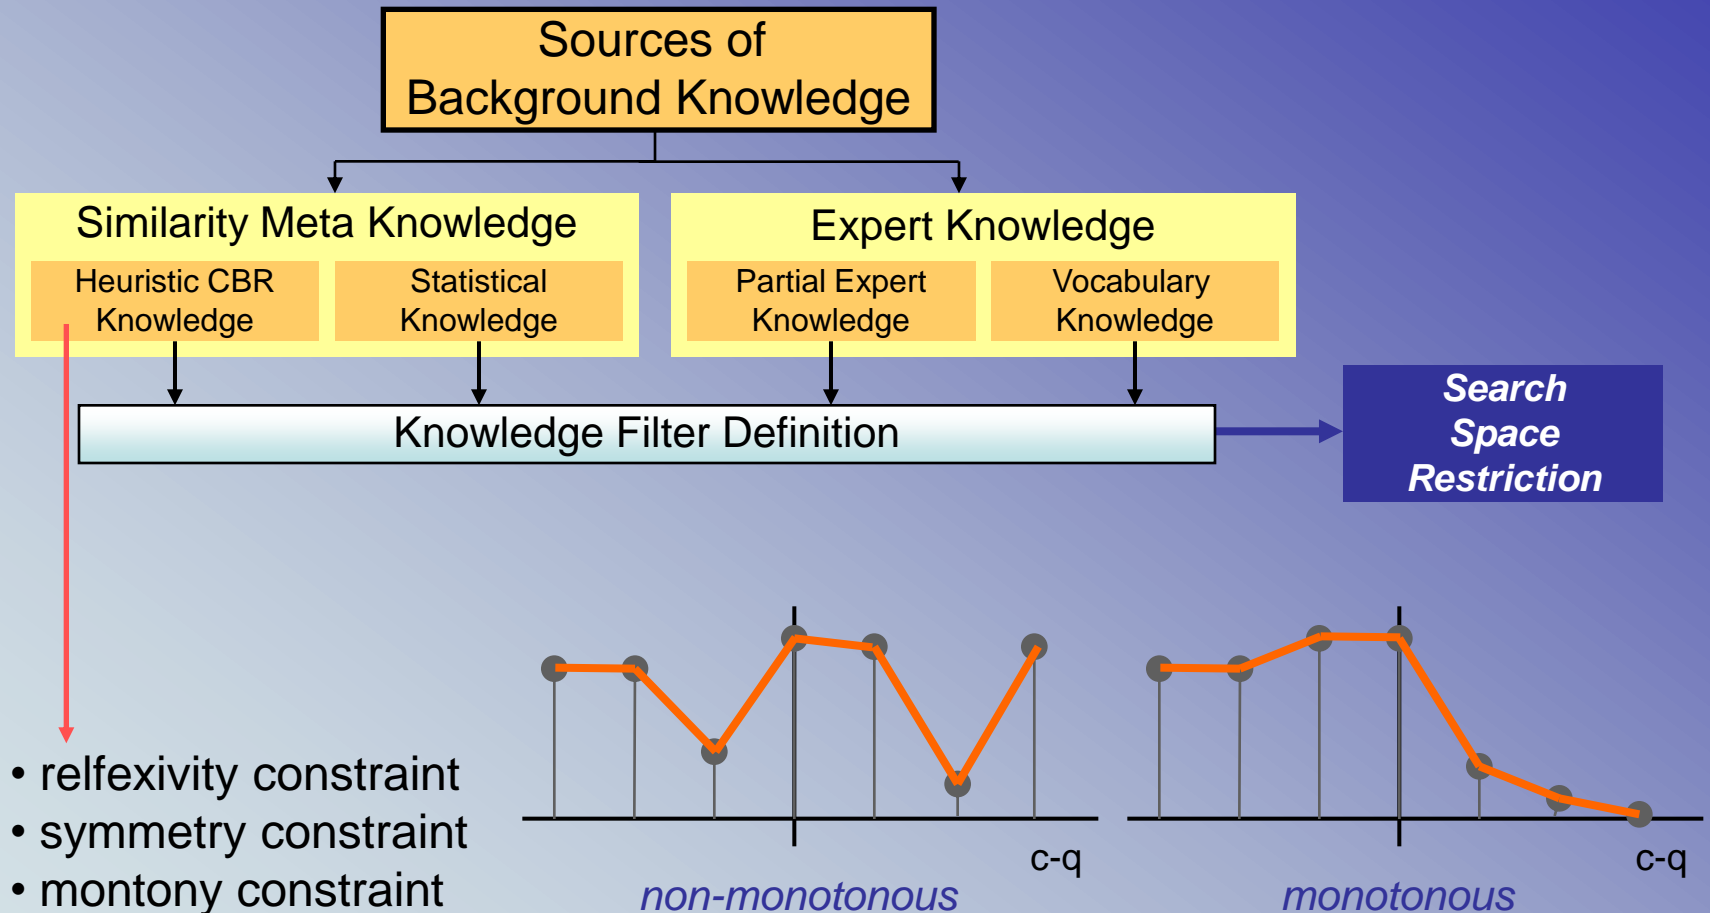 Sources of
Background Knowledge
Similarity Meta Knowledge
Heuristic CBR
Knowledge
Statistical
Knowledge
Expert Knowledge
Partial Expert
Knowledge
Vocabulary
Knowledge
Knowledge Filter Definition
Search
Space
Restriction
• relfexivity constraint
• symmetry constraint
• montony constraint
c-q
non-monotonous
c-q
monotonous